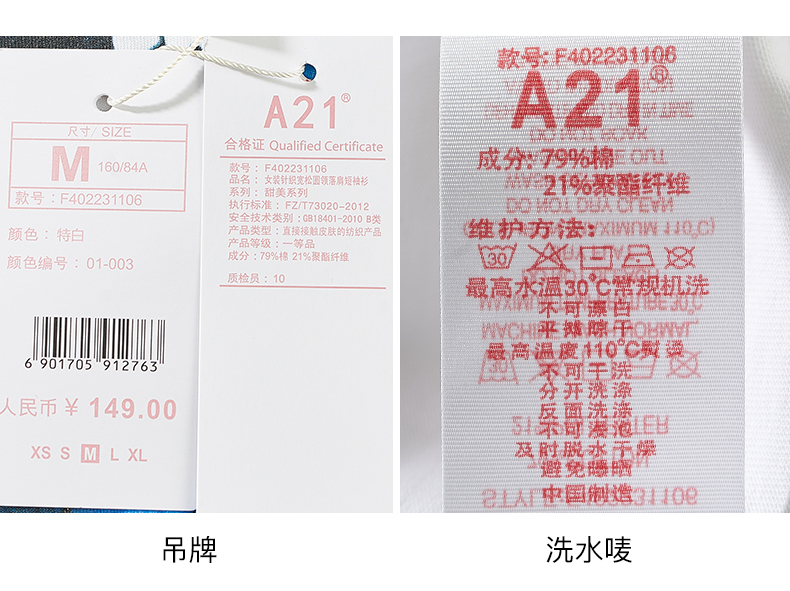 尺寸/ SIZE
M 160/84A
款号: F402231106
颜色: 特白
颜色编号: 01-003
6 901705 912763
人民币 ¥ 149.00
XS S M L XL
A21®
合格证 Qualified Certificate
款号: F402231106
品名: 女装针织宽松圆领落肩短袖衫
系列: 甜美系列
执行标准: FZ/T73020-2012
安全技术类别: GB18401-2010 B类
产品类型: 直接接触皮肤的纺织产品
产品等级: 一等品
成分: 79%棉 21%聚酯纤维
质检员: 10
吊牌
款号: F402231106
A21®
成分: 79%棉
21%聚酯纤维
维护方法:
30
最高水温30°C常规机洗
不可漂白
平摊晾干
最高温度110°C熨烫
不可干洗
分开洗涤
反面洗涤
不可浸泡
及时脱水干燥
避免曝晒
中国制造
洗水唛